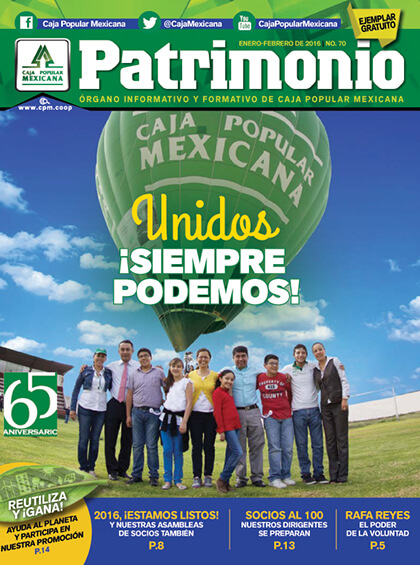 Caja Popular Mexicana
@CajaMexicana
You Tube
CajaPopularMexicana
EJEMPLAR
GRATUITO
ENERO-FEBRERO DE 2016 NO. 70
CAJA POPULAR
MEXICANA
www.cpm.coop
Patrimonio
ÓRGANO INFORMATIVO Y FORMATIVO DE CAJA POPULAR MEXICANA
CAJA POPULAR
MEXICANA
Unidos
¡SIEMPRE
PODEMOS!
65
ANIVERSARIO
COUNTY
REUTILIZA
Y ¡GANA!
AYUDA AL PLANETA
Y PARTICIPA EN
NUESTRA PROMOCIÓN
P.14
2016, ¡ESTAMOS LISTOS!
Y NUESTRAS ASAMBLEAS
DE SOCIOS TAMBIÉN
P.8
SOCIOS AL 100
NUESTROS DIRIGENTES
SE PREPARAN
P.13
RAFA REYES
EL PODER
DE LA VOLUNTAD
P.5